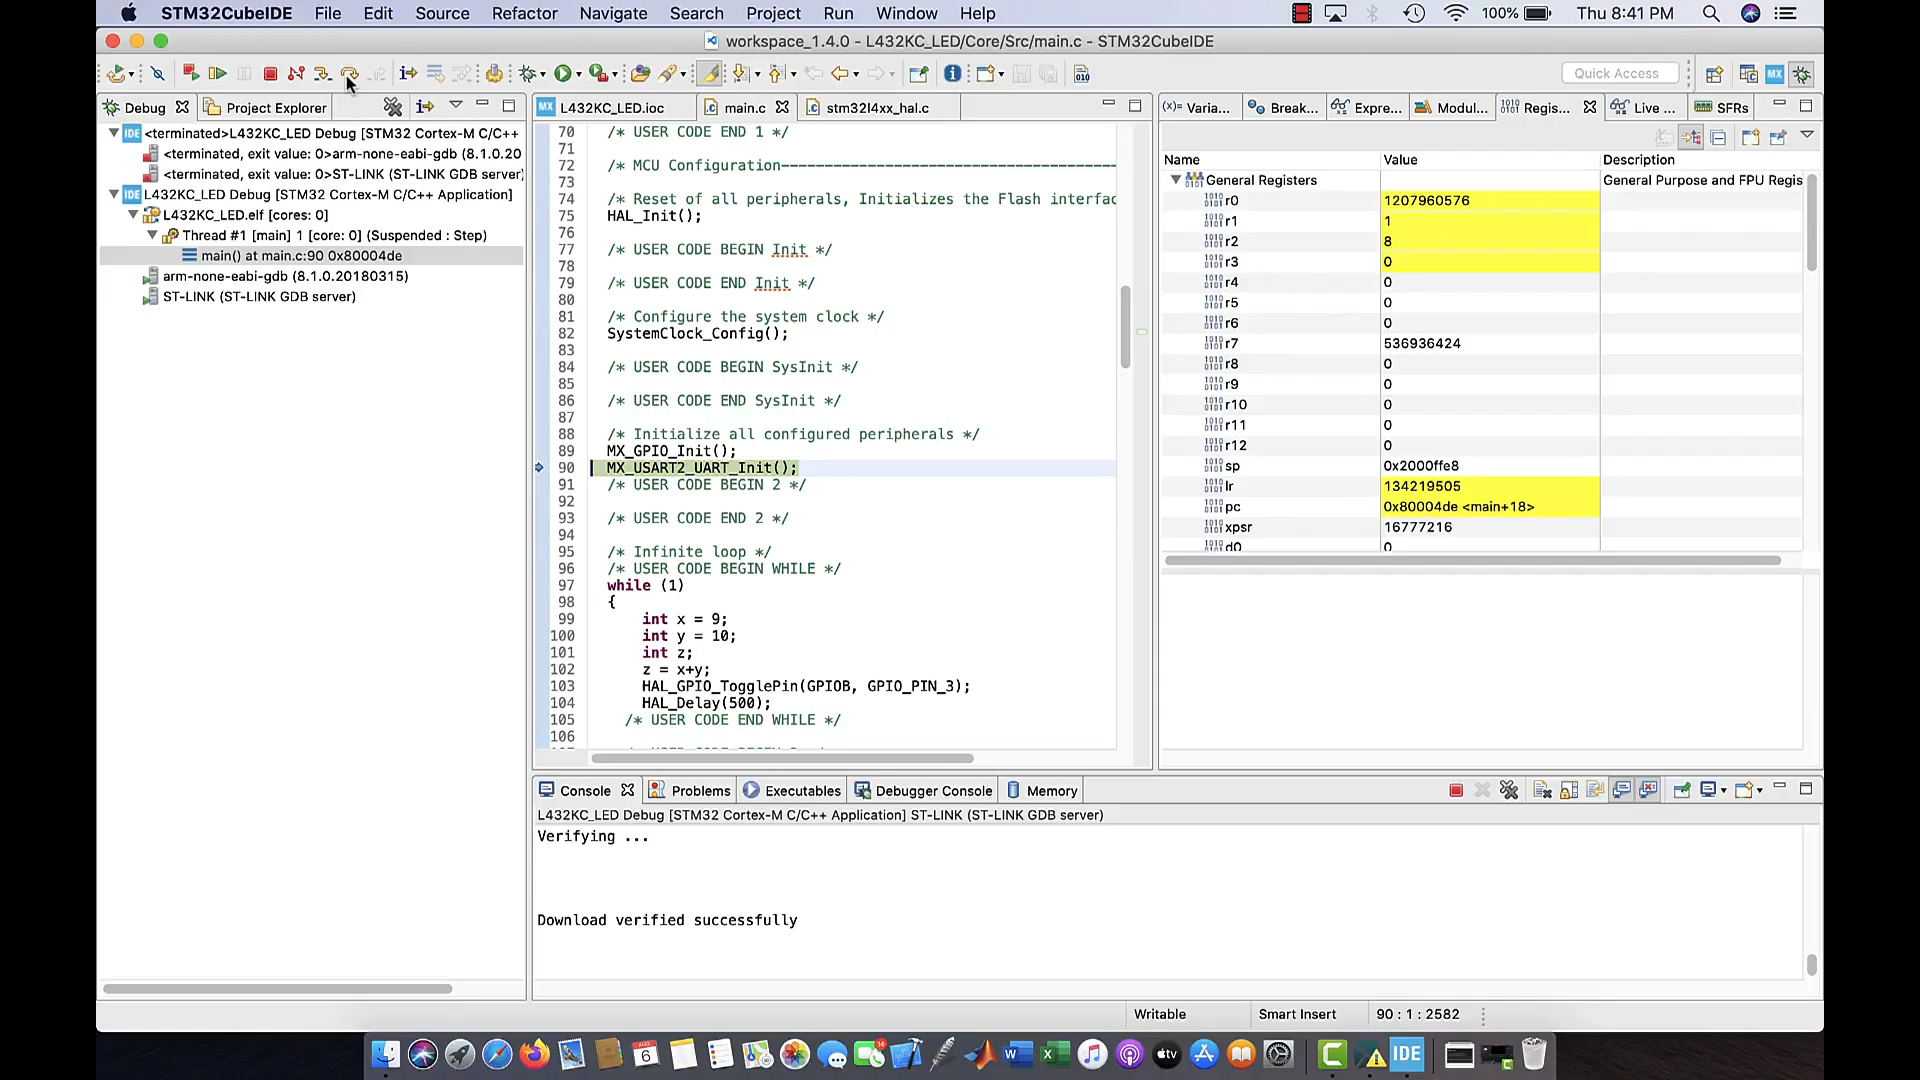 STM32CubeIDE File Edit Source Refactor Navigate Search Project Run Window Help 100% Thu 8:41 PM
workspace_1.4.0 - L432KC_LED/Core/Src/main.c - STM32CubeIDE
Quick Access
Debug Project Explorer
<terminated>L432KC_LED Debug [STM32 Cortex-M C/C++
<terminated, exit value: 0>arm-none-eabi-gdb (8.1.0.20
<terminated, exit value: 0>ST-LINK (ST-LINK GDB server)
L432KC_LED Debug [STM32 Cortex-M C/C++ Application]
L432KC_LED.elf [cores: 0]
Thread #1 [main] 1 [core: 0] (Suspended : Step)
main() at main.c:90 0x80004de
arm-none-eabi-gdb (8.1.0.20180315)
ST-LINK (ST-LINK GDB server)
L432KC_LED.ioc main.c stm32l4xx_hal.c
70 /* USER CODE END 1 */
71
72 /* MCU Configuration--------------------------------------
73
74 /* Reset of all peripherals, Initializes the Flash interfac
75 HAL_Init();
76
77 /* USER CODE BEGIN Init */
78
79 /* USER CODE END Init */
80
81 /* Configure the system clock */
82 SystemClock_Config();
83
84 /* USER CODE BEGIN SysInit */
85
86 /* USER CODE END SysInit */
87
88 /* Initialize all configured peripherals */
89 MX_GPIO_Init();
90 MX_USART2_UART_Init();
91 /* USER CODE BEGIN 2 */
92
93 /* USER CODE END 2 */
94
95 /* Infinite loop */
96 /* USER CODE BEGIN WHILE */
97 while (1)
98 {
99 int x = 9;
100 int y = 10;
101 int z;
102 z = x+y;
103 HAL_GPIO_TogglePin(GPIOB, GPIO_PIN_3);
104 HAL_Delay(500);
105 /* USER CODE END WHILE */
106
(x)= Varia... Break... Expre... Modul... Regis... Live ... SFRs
Name Value Description
General Registers General Purpose and FPU Regis
r0 1207960576
r1 1
r2 8
r3 0
r4 0
r5 0
r6 0
r7 536936424
r8 0
r9 0
r10 0
r11 0
r12 0
sp 0x2000ffe8
lr 134219505
pc 0x80004de <main+18>
xpsr 16777216
d0 0
Console Problems Executables Debugger Console Memory
L432KC_LED Debug [STM32 Cortex-M C/C++ Application] ST-LINK (ST-LINK GDB server)
Verifying ...
Download verified successfully
Writable Smart Insert 90 : 1 : 2582